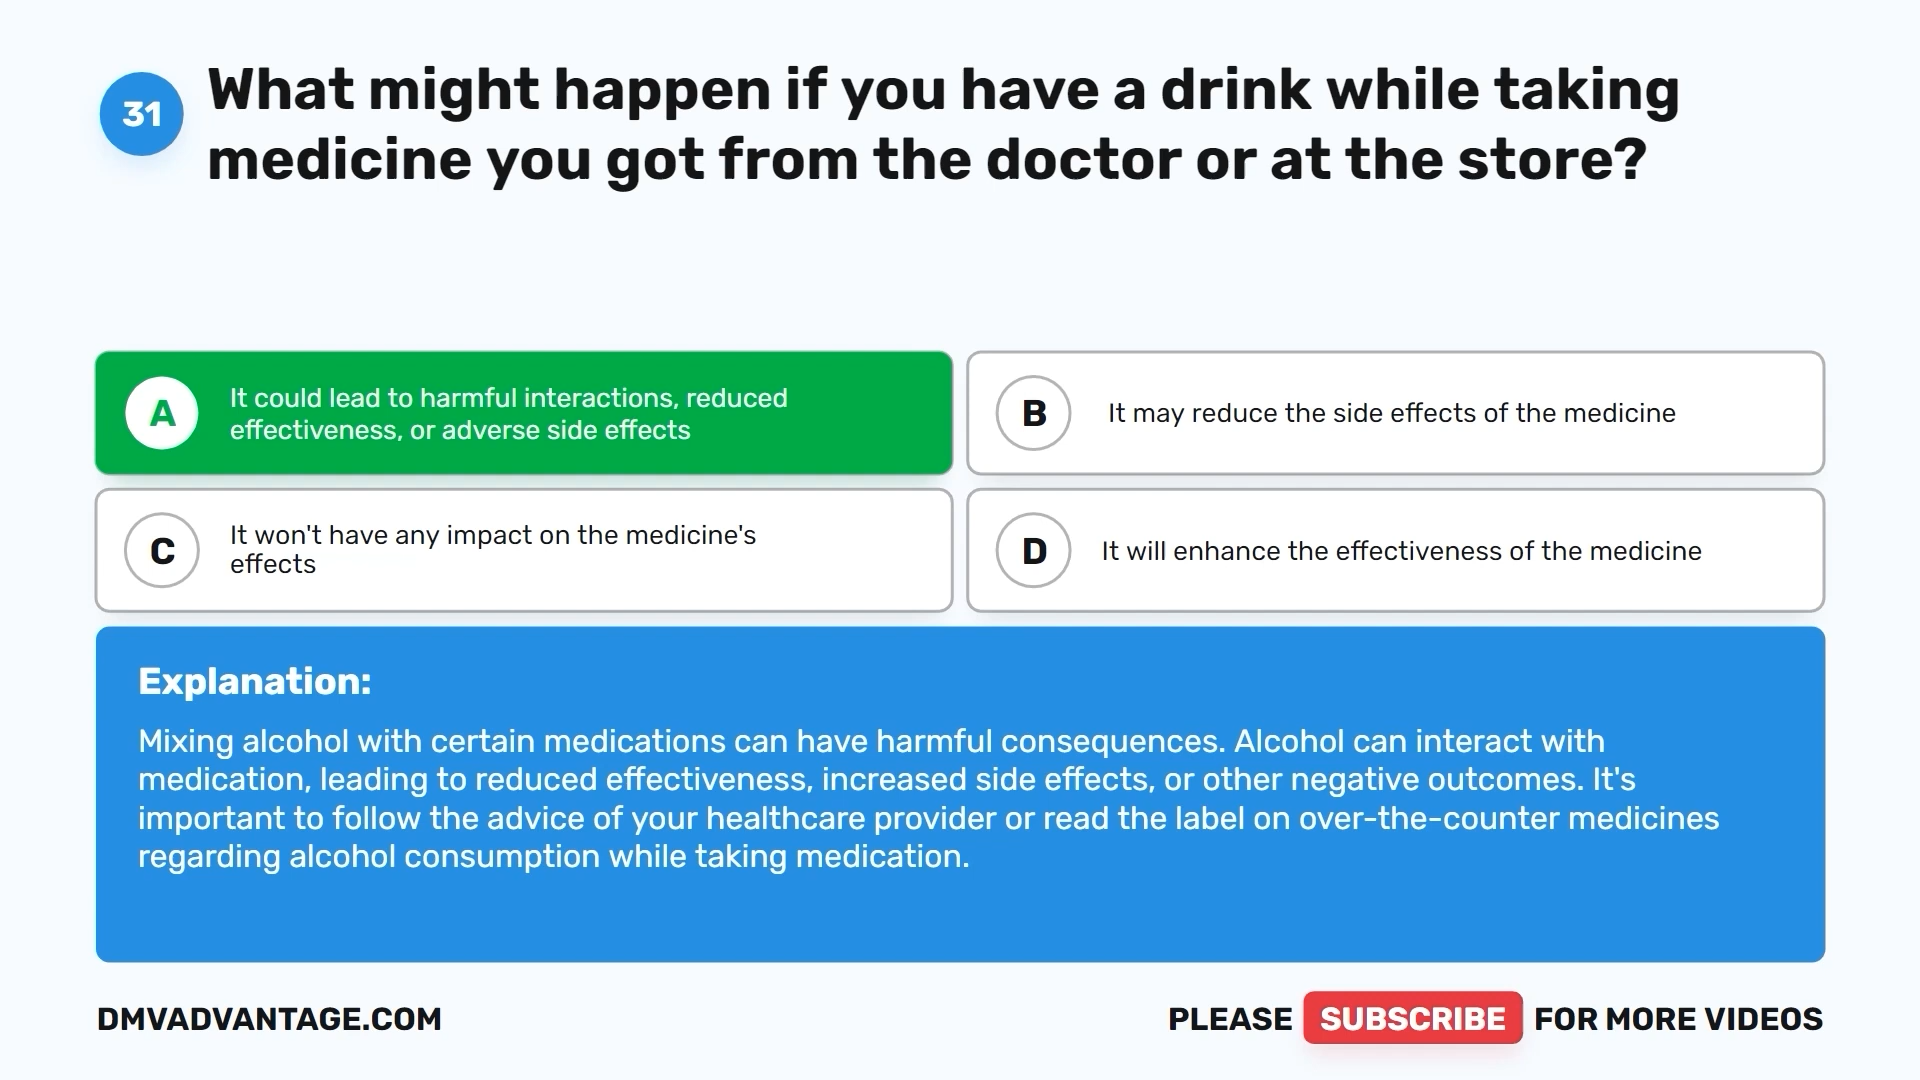 31
What might happen if you have a drink while taking
medicine you got from the doctor or at the store?
A
It could lead to harmful interactions, reduced
effectiveness, or adverse side effects
B
It may reduce the side effects of the medicine
C
It won't have any impact on the medicine's
effects
D
It will enhance the effectiveness of the medicine
Explanation:
Mixing alcohol with certain medications can have harmful consequences. Alcohol can interact with
medication, leading to reduced effectiveness, increased side effects, or other negative outcomes. It's
important to follow the advice of your healthcare provider or read the label on over-the-counter medicines
regarding alcohol consumption while taking medication.
DMVADVANTAGE.COM
PLEASE SUBSCRIBE FOR MORE VIDEOS